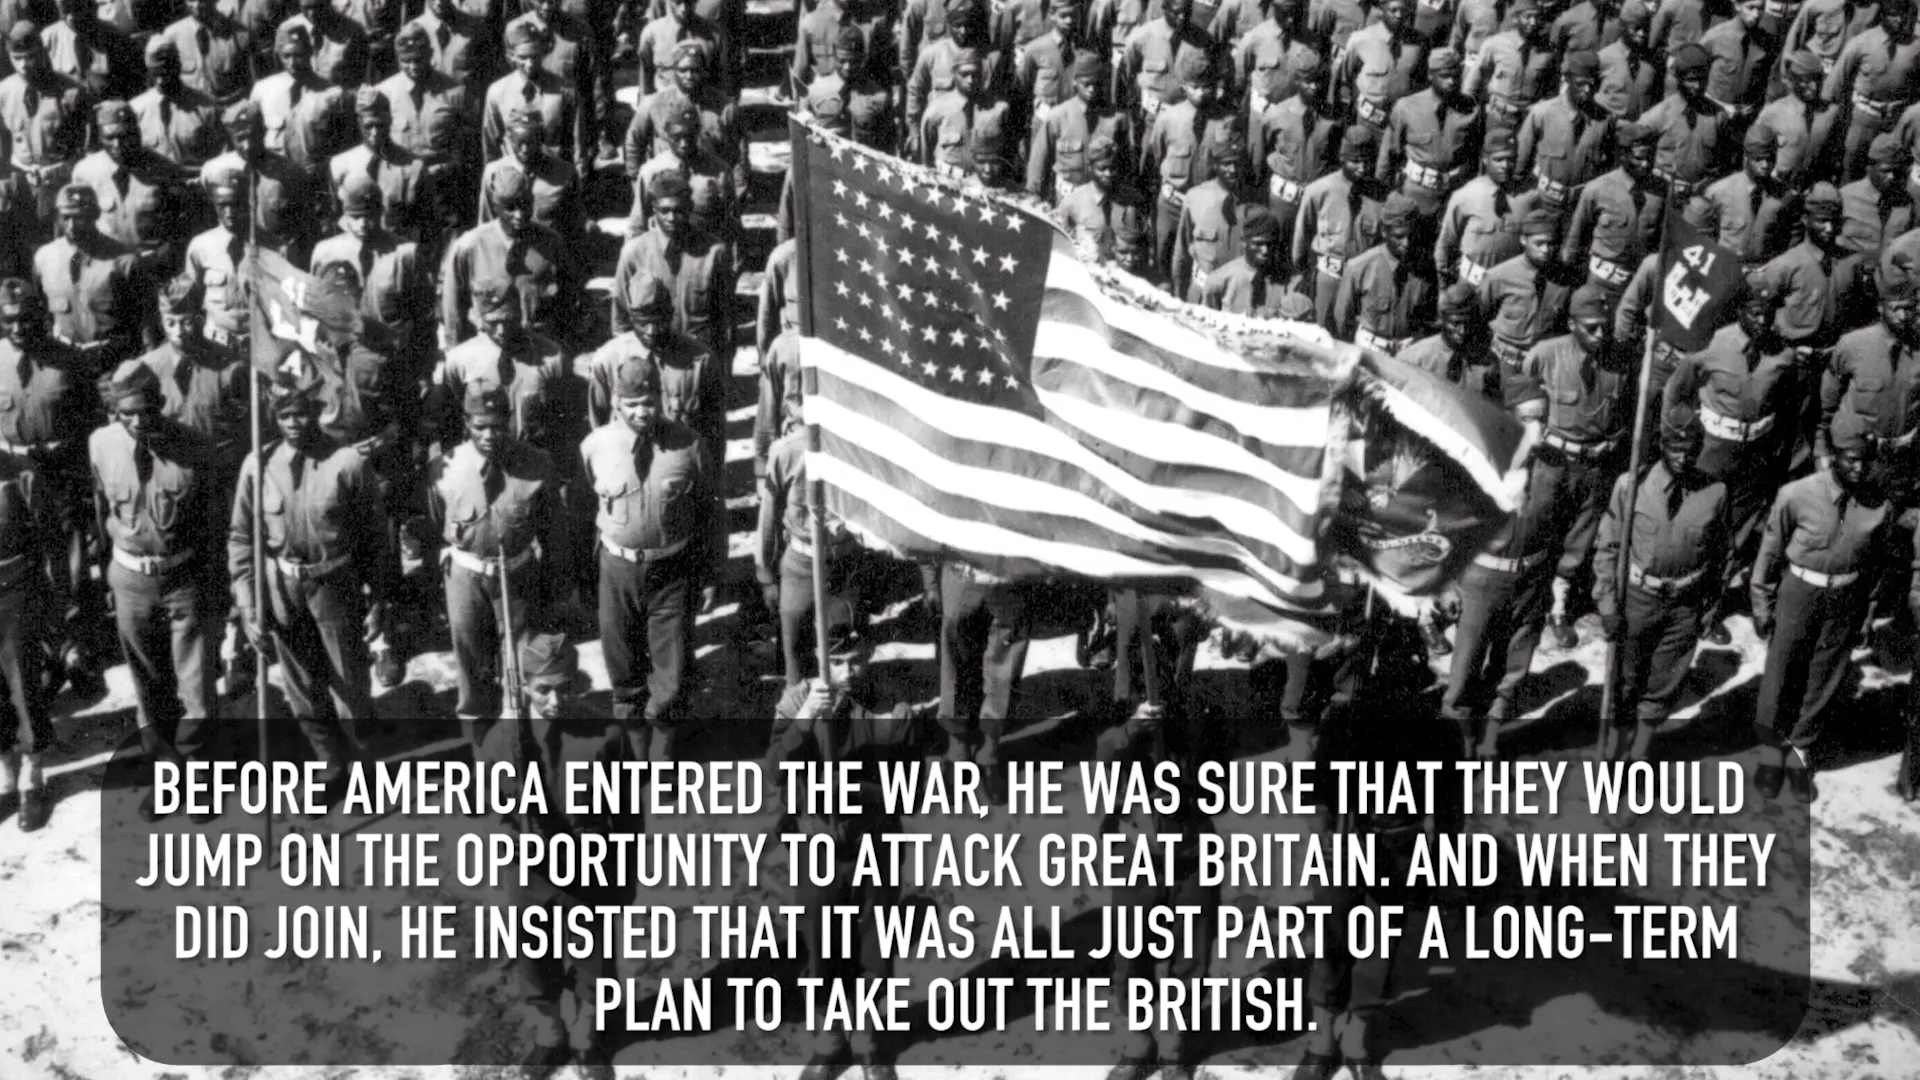 41
E
A
41
E
BEFORE AMERICA ENTERED THE WAR, HE WAS SURE THAT THEY WOULD
JUMP ON THE OPPORTUNITY TO ATTACK GREAT BRITAIN. AND WHEN THEY
DID JOIN, HE INSISTED THAT IT WAS ALL JUST PART OF A LONG-TERM
PLAN TO TAKE OUT THE BRITISH.